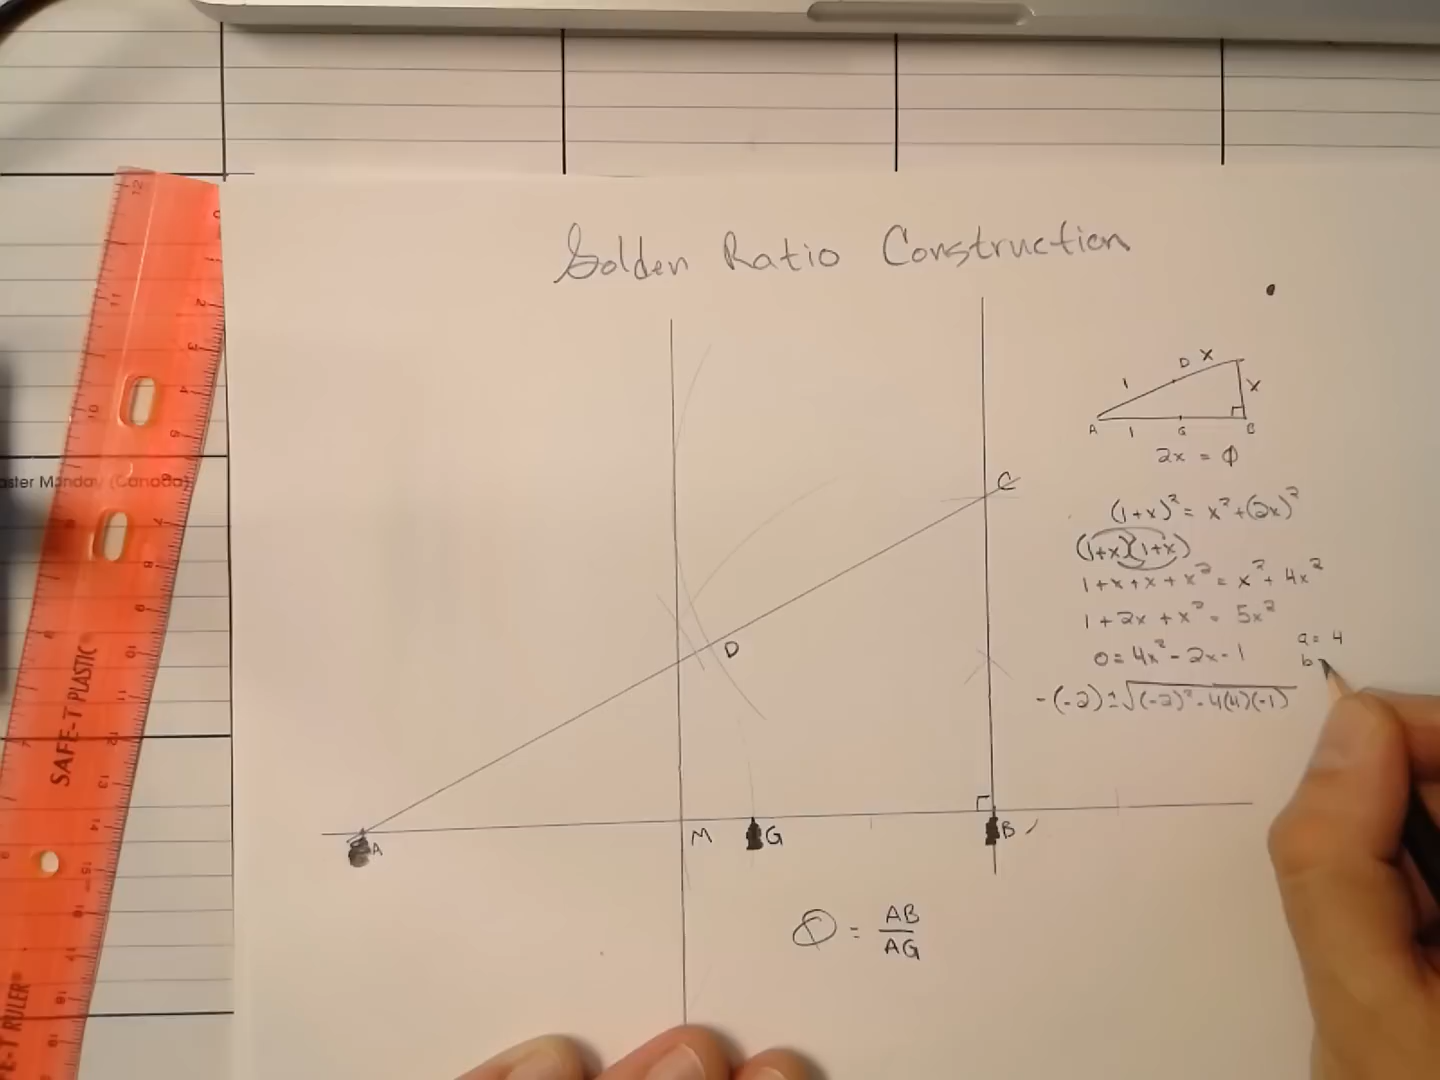 Golden Ratio Construction
D X
1
X
A 1 G B
2x = Φ
(1+x)² = x²+(2x)²
(1+x)(1+x)
1+x+x+x² = x²+4x²
1+2x+x² = 5x²
0=4x²-2x-1
a= 4
b
-(-2)±√(-2)²-4(4)(-1)
C
D
A
M
G
B
Φ = AB
AG
SAFE-T PLASTIC®
SAFE-T RULER®
Monday (Canada)